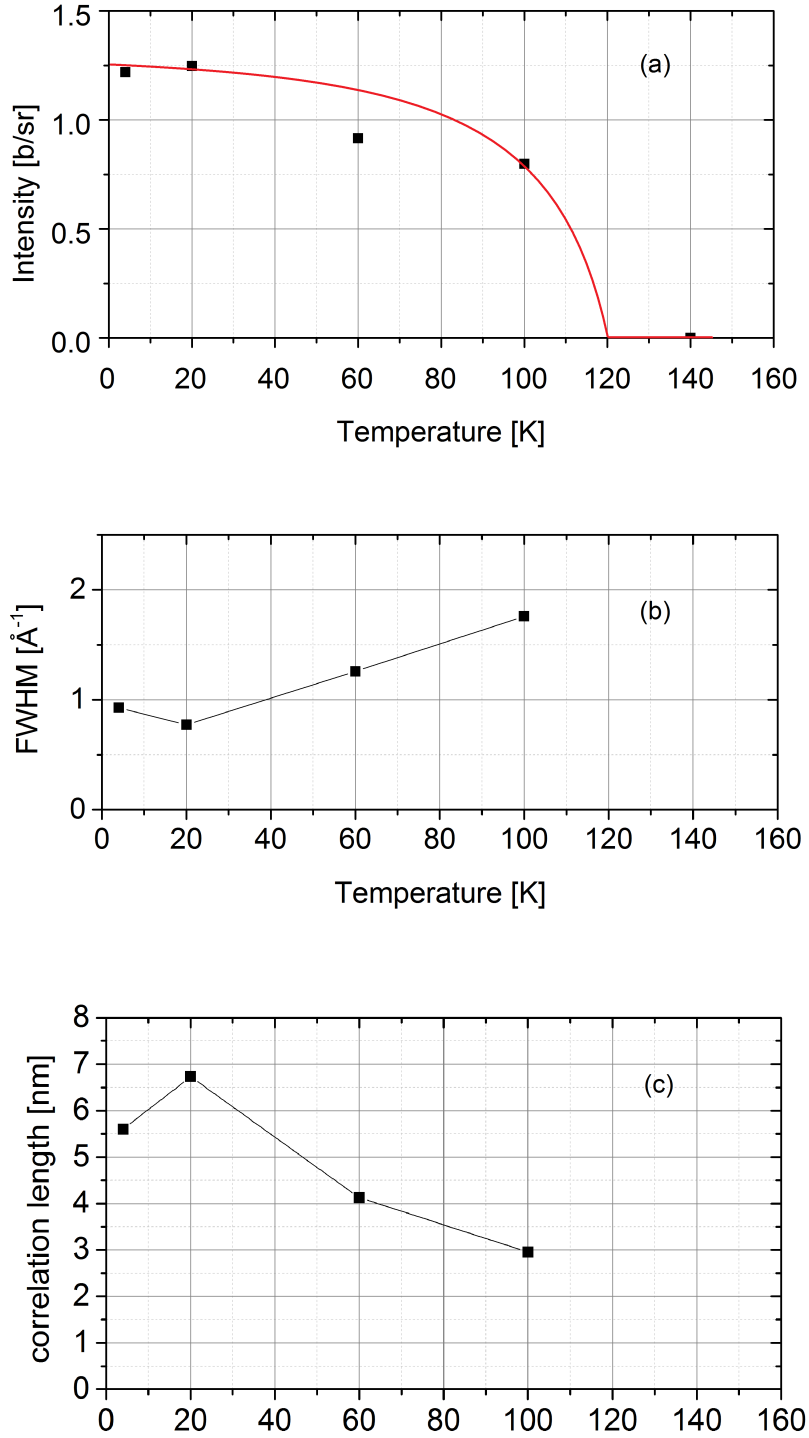 1.5
1.0
0.5
0.0
Intensity [b/sr]
(a)
0 20 40 60 80 100 120 140 160
Temperature [K]
2
1
0
FWHM [Å⁻¹]
(b)
0 20 40 60 80 100 120 140 160
Temperature [K]
8
7
6
5
4
3
2
1
0
correlation length [nm]
(c)
0 20 40 60 80 100 120 140 160